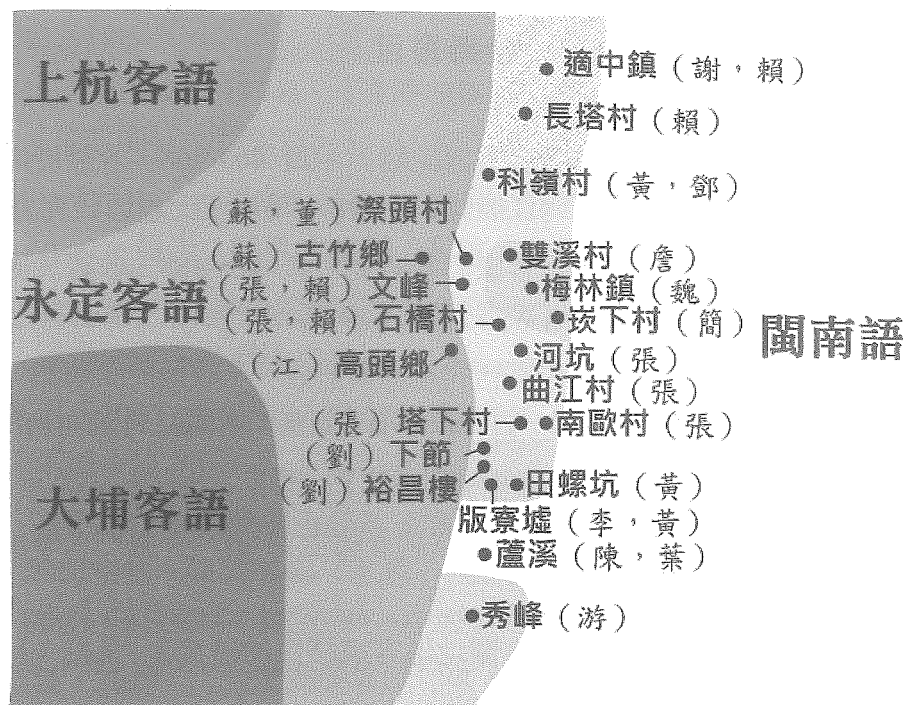 上杭客語
適中鎮（謝，賴）
長塔村（賴）
科嶺村（黃，鄧）
（蘇，董）漈頭村
（蘇）古竹鄉
雙溪村（詹）
永定客語
（張，賴）文峰
梅林鎮（魏）
（張，賴）石橋村
崁下村（簡）
閩南語
（江）高頭鄉
河坑（張）
曲江村（張）
（張）塔下村
南歐村（張）
（劉）下節
大埔客語
（劉）裕昌樓
田螺坑（黃）
版寮墟（李，黃）
蘆溪（陳，葉）
秀峰（游）